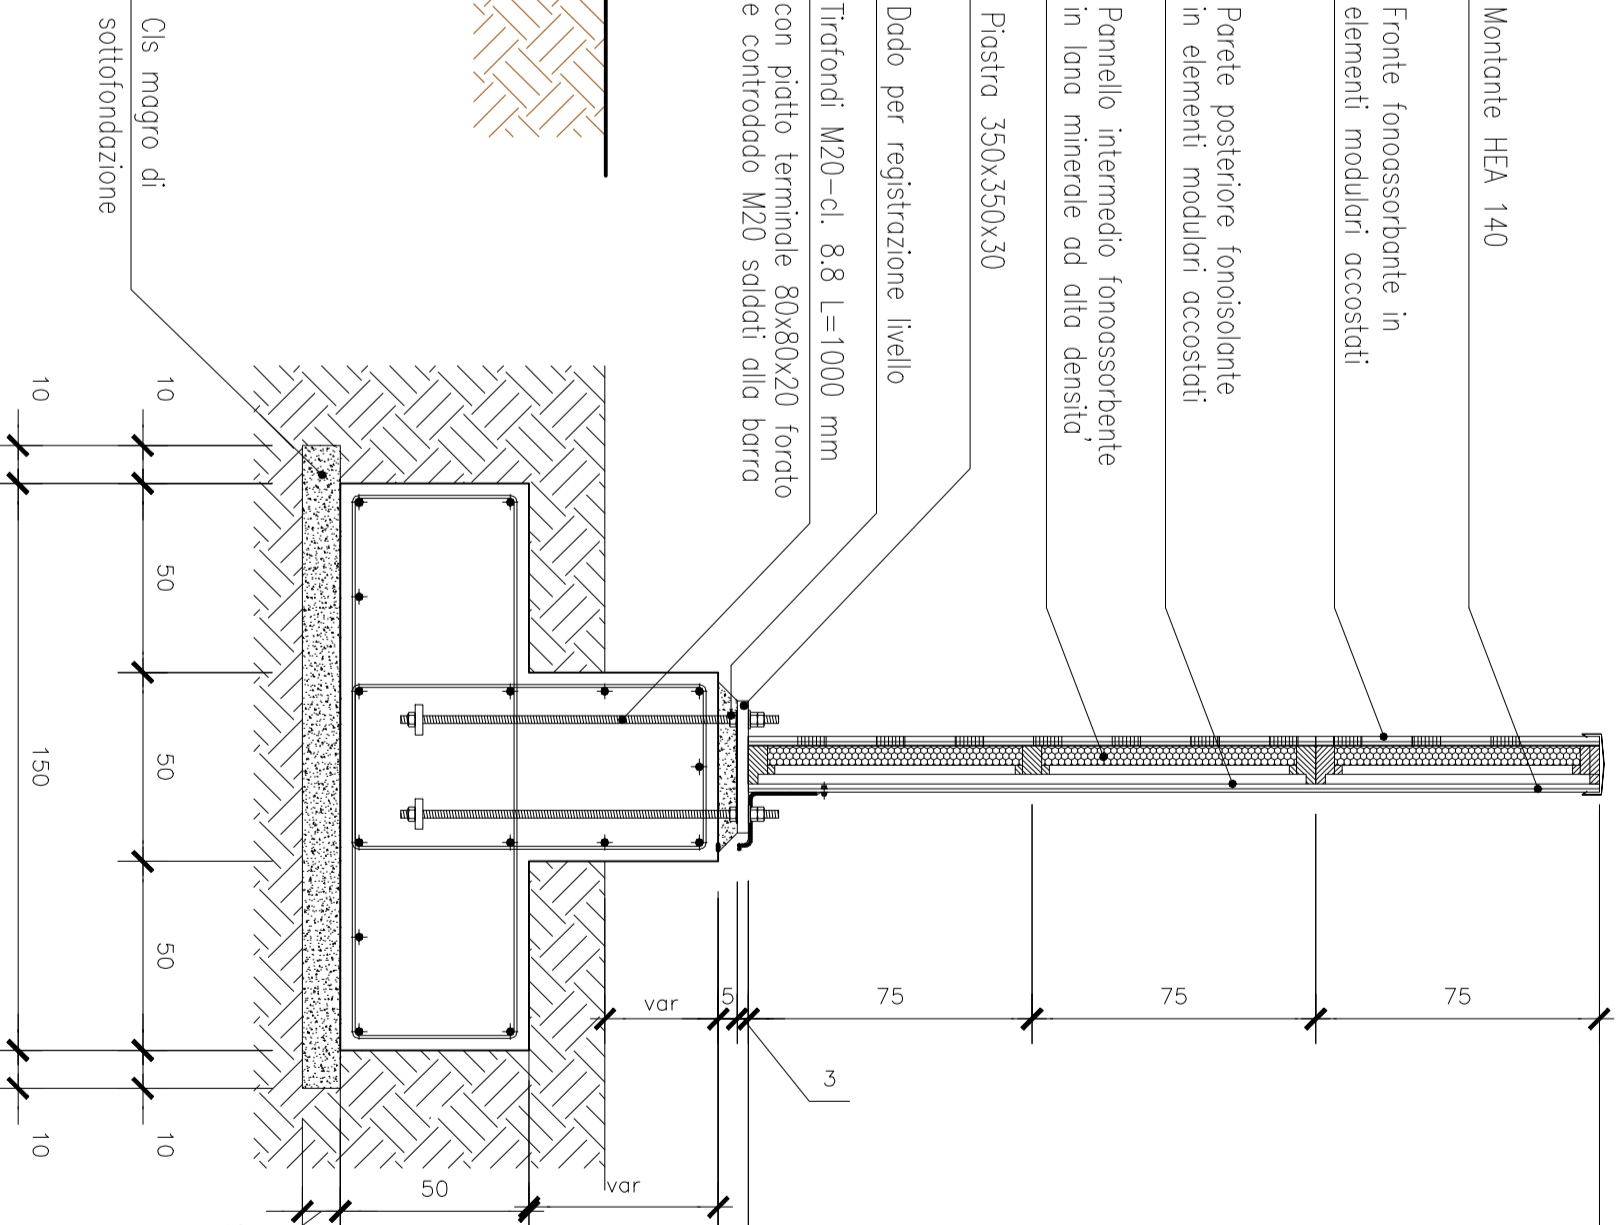 Montante HEA 140
Fronte fonoassorbante in
elementi modulari accostati
Parete posteriore fonoisolante
in elementi modulari accostati
Pannello intermedio fonoassorbente
in lana minerale ad alta densita'
Piastra 350x350x30
Dado per registrazione livello
Tirafondi M20-cl. 8.8 L=1000 mm
con piatto terminale 80x80x20 forato
e controdado M20 saldati alla barra
Cls magro di
sottofondazione
10
50
50
50
10
10
150
10
var
5
75
75
75
3
50
var